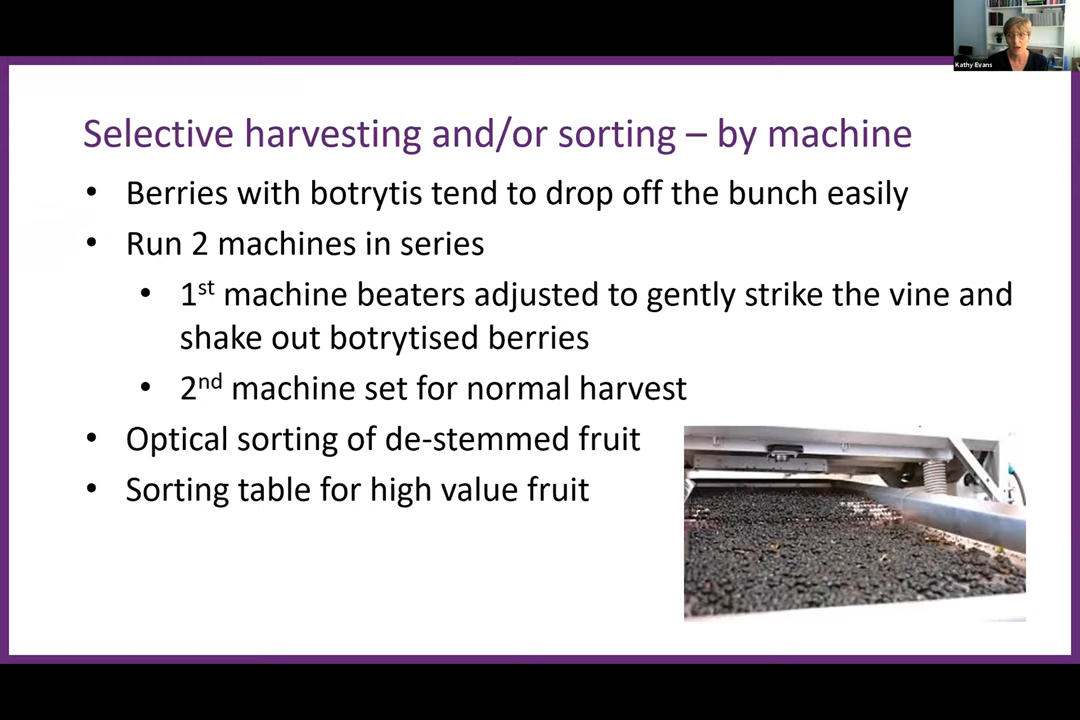 Kathy Evans
Selective harvesting and/or sorting – by machine
• Berries with botrytis tend to drop off the bunch easily
• Run 2 machines in series
• 1st machine beaters adjusted to gently strike the vine and
shake out botrytised berries
• 2nd machine set for normal harvest
• Optical sorting of de-stemmed fruit
• Sorting table for high value fruit